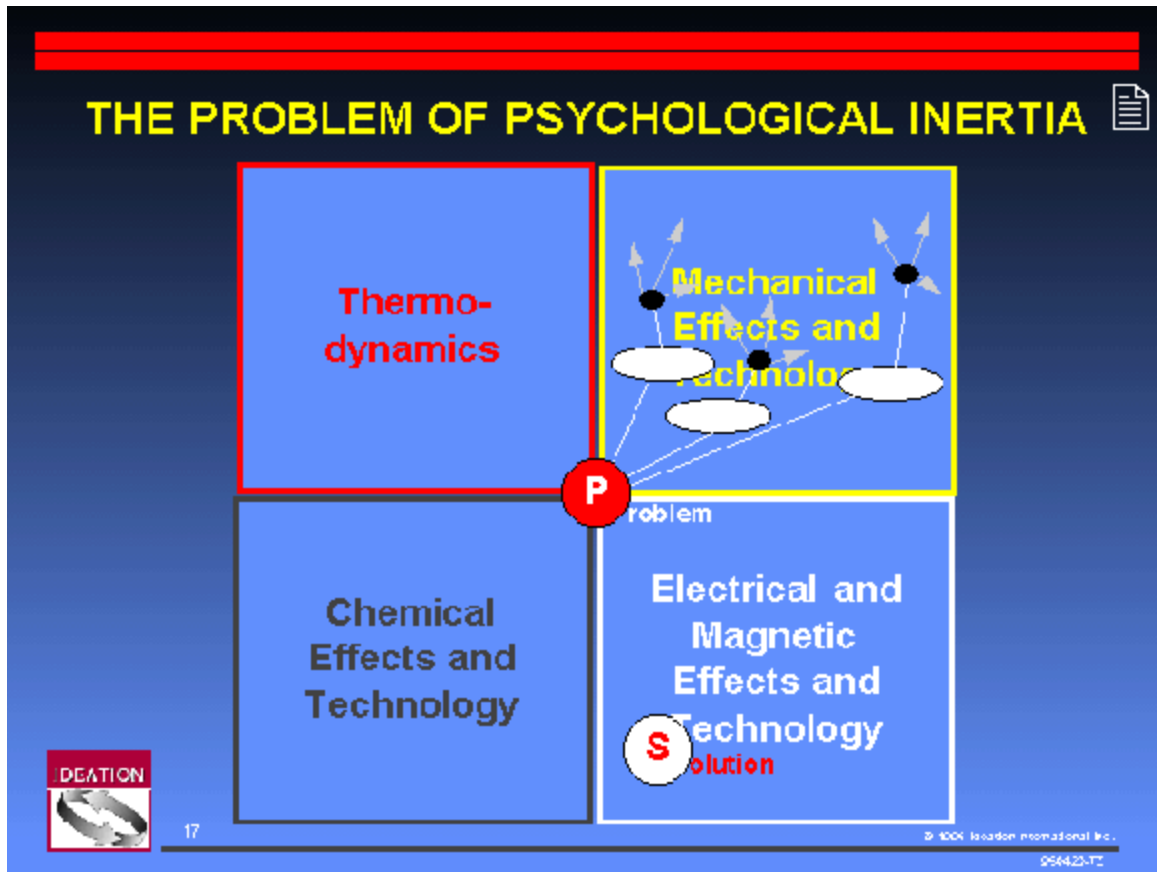 THE PROBLEM OF PSYCHOLOGICAL INERTIA
Thermo-
dynamics
Mechanical
Effects and
Technolo
P
roblem
Chemical
Effects and
Technology
Electrical and
Magnetic
Effects and
Technology
S
olution
IDEATION
17